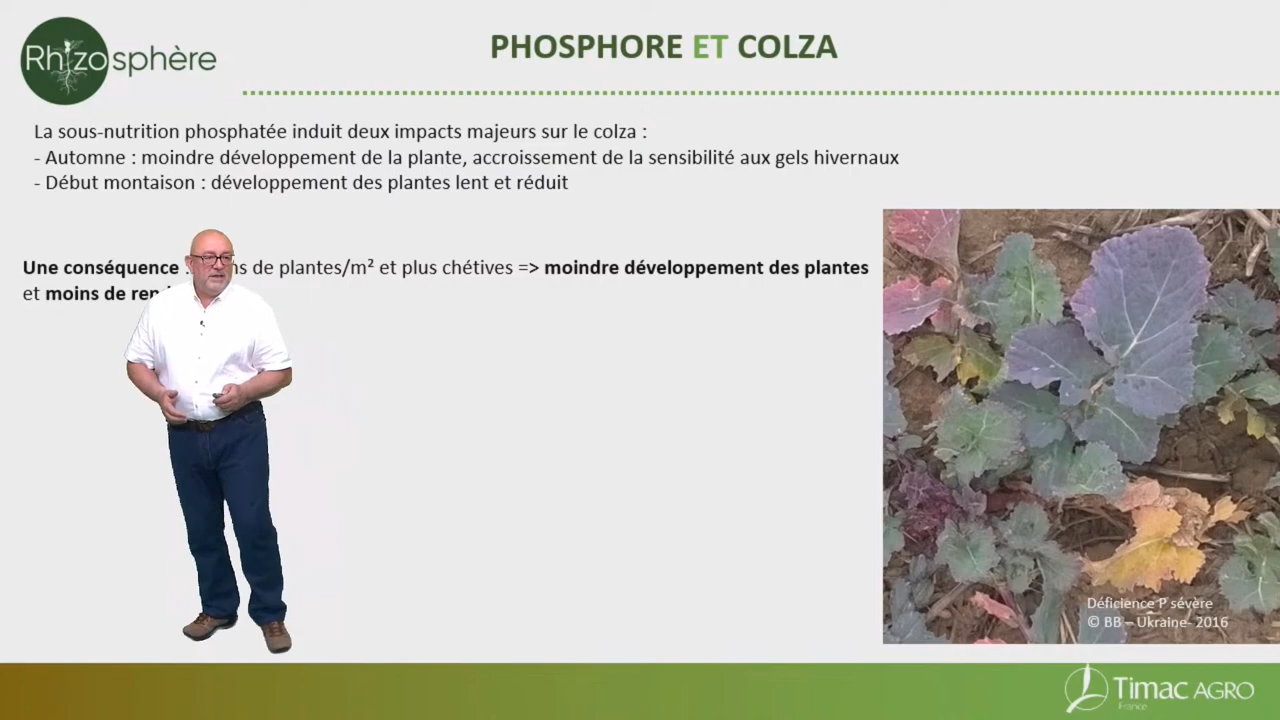 Rhizosphère
PHOSPHORE ET COLZA
La sous-nutrition phosphatée induit deux impacts majeurs sur le colza :
- Automne : moindre développement de la plante, accroissement de la sensibilité aux gels hivernaux
- Début montaison : développement des plantes lent et réduit
Une conséquence de plantes/m² et plus chétives => moindre développement des plantes
et moins de
Déficience P sévère
© BB – Ukraine- 2016
Timac AGRO
France